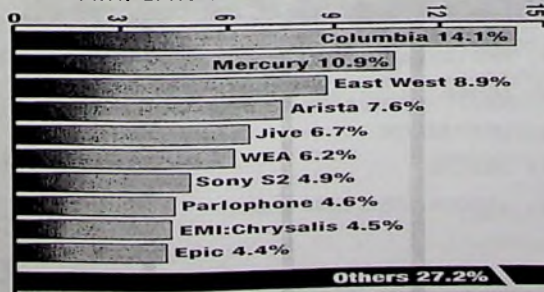 0 3 6 9 12 15
Columbia 14.1%
Mercury 10.9%
East West 8.9%
Arista 7.6%
Jive 6.7%
WEA 6.2%
Sony S2 4.9%
Parlophone 4.6%
EMI:Chrysalis 4.5%
Epic 4.4%
Others 27.2%